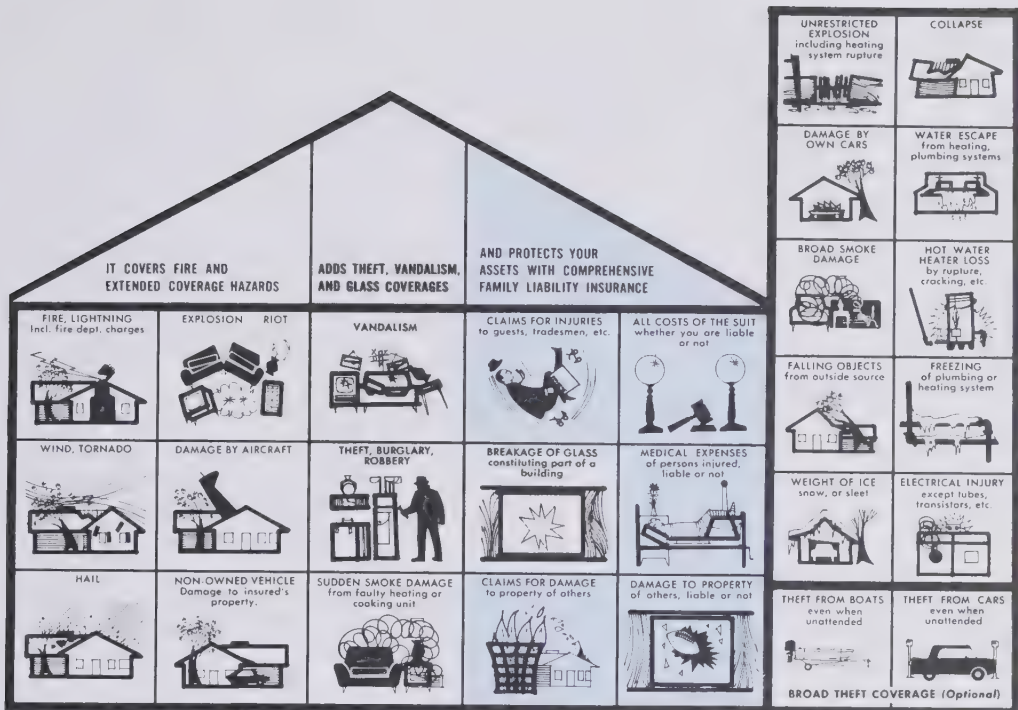 IT COVERS FIRE AND
EXTENDED COVERAGE HAZARDS
ADDS THEFT, VANDALISM,
AND GLASS COVERAGES
AND PROTECTS YOUR
ASSETS WITH COMPREHENSIVE
FAMILY LIABILITY INSURANCE
FIRE, LIGHTNING
Incl. fire dept. charges
EXPLOSION RIOT
VANDALISM
CLAIMS FOR INJURIES
to guests, tradesmen, etc.
ALL COSTS OF THE SUIT
whether you are liable
or not
WIND, TORNADO
DAMAGE BY AIRCRAFT
THEFT, BURGLARY,
ROBBERY
BREAKAGE OF GLASS
constituting part of a
building
MEDICAL EXPENSES
of persons injured,
liable or not
HAIL
NON-OWNED VEHICLE
Damage to insured's
property.
SUDDEN SMOKE DAMAGE
from faulty heating or
cooking unit
CLAIMS FOR DAMAGE
to property of others
DAMAGE TO PROPERTY
of others, liable or not
UNRESTRICTED
EXPLOSION
including heating
system rupture
COLLAPSE
DAMAGE BY
OWN CARS
WATER ESCAPE
from heating,
plumbing systems
BROAD SMOKE
DAMAGE
HOT WATER
HEATER LOSS
by rupture,
cracking, etc.
FALLING OBJECTS
from outside source
FREEZING
of plumbing or
heating system
WEIGHT OF ICE
snow, or sleet
ELECTRICAL INJURY
except tubes,
transistors, etc.
THEFT FROM BOATS
even when
unattended
THEFT FROM CARS
even when
unattended
BROAD THEFT COVERAGE (Optional)